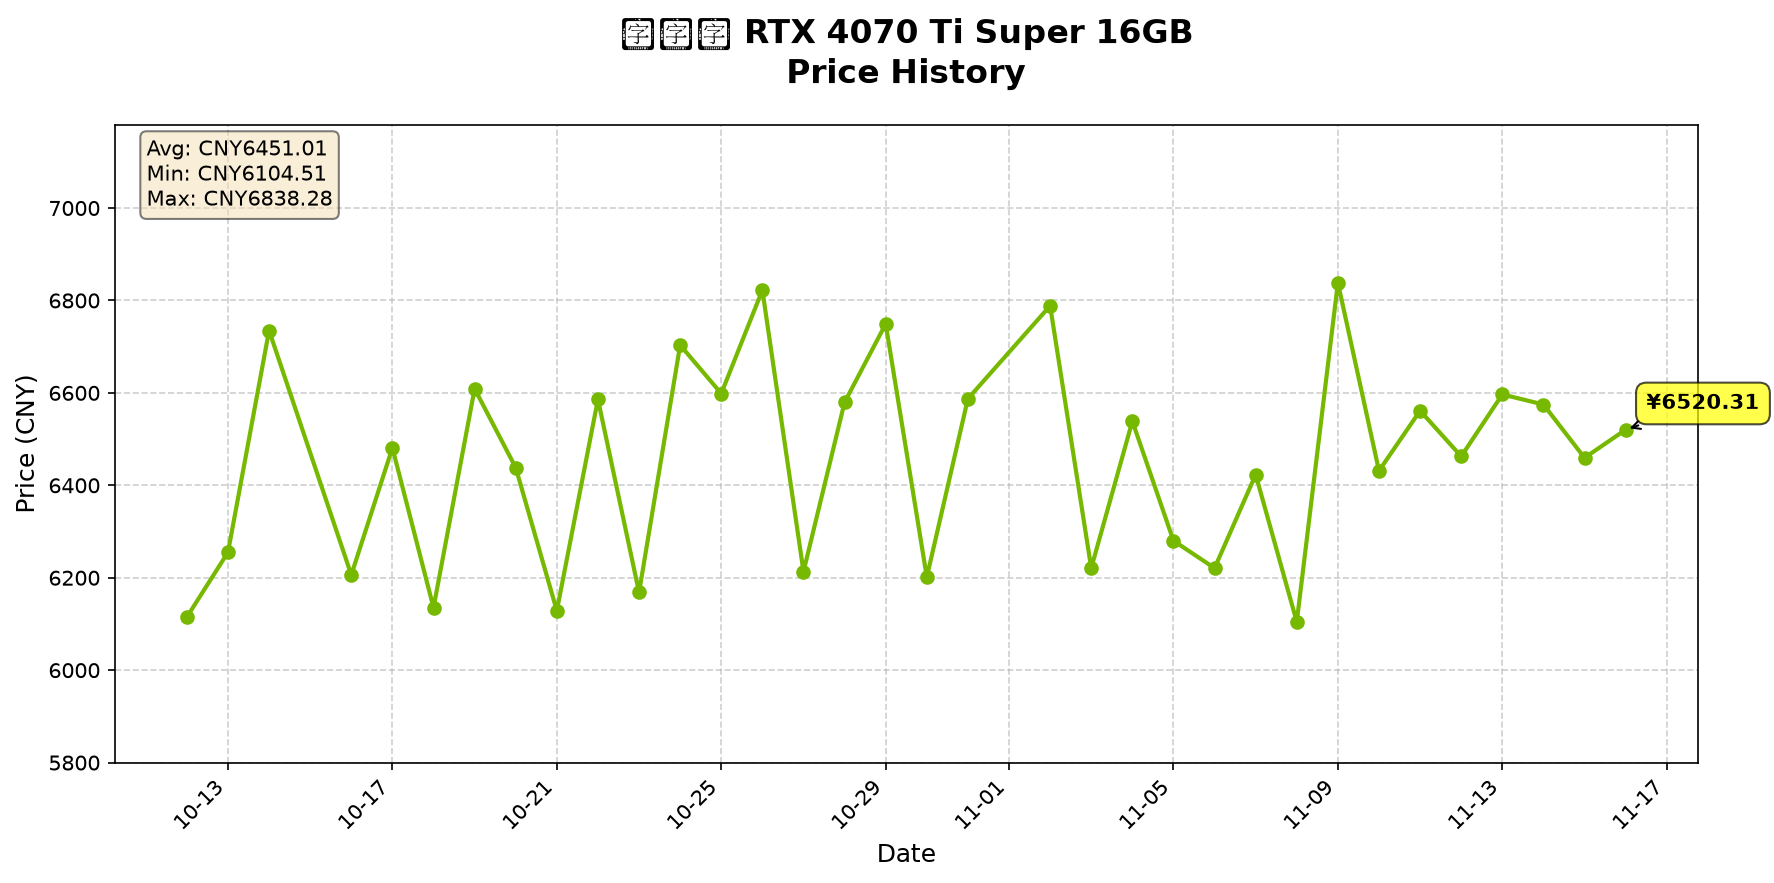 RTX 4070 Ti Super 16GB
Price History
Avg: CNY6451.01
Min: CNY6104.51
Max: CNY6838.28
7000
6800
6600
6400
6200
6000
5800
Price (CNY)
¥6520.31
10-13
10-17
10-21
10-25
10-29
11-01
11-05
11-09
11-13
11-17
Date